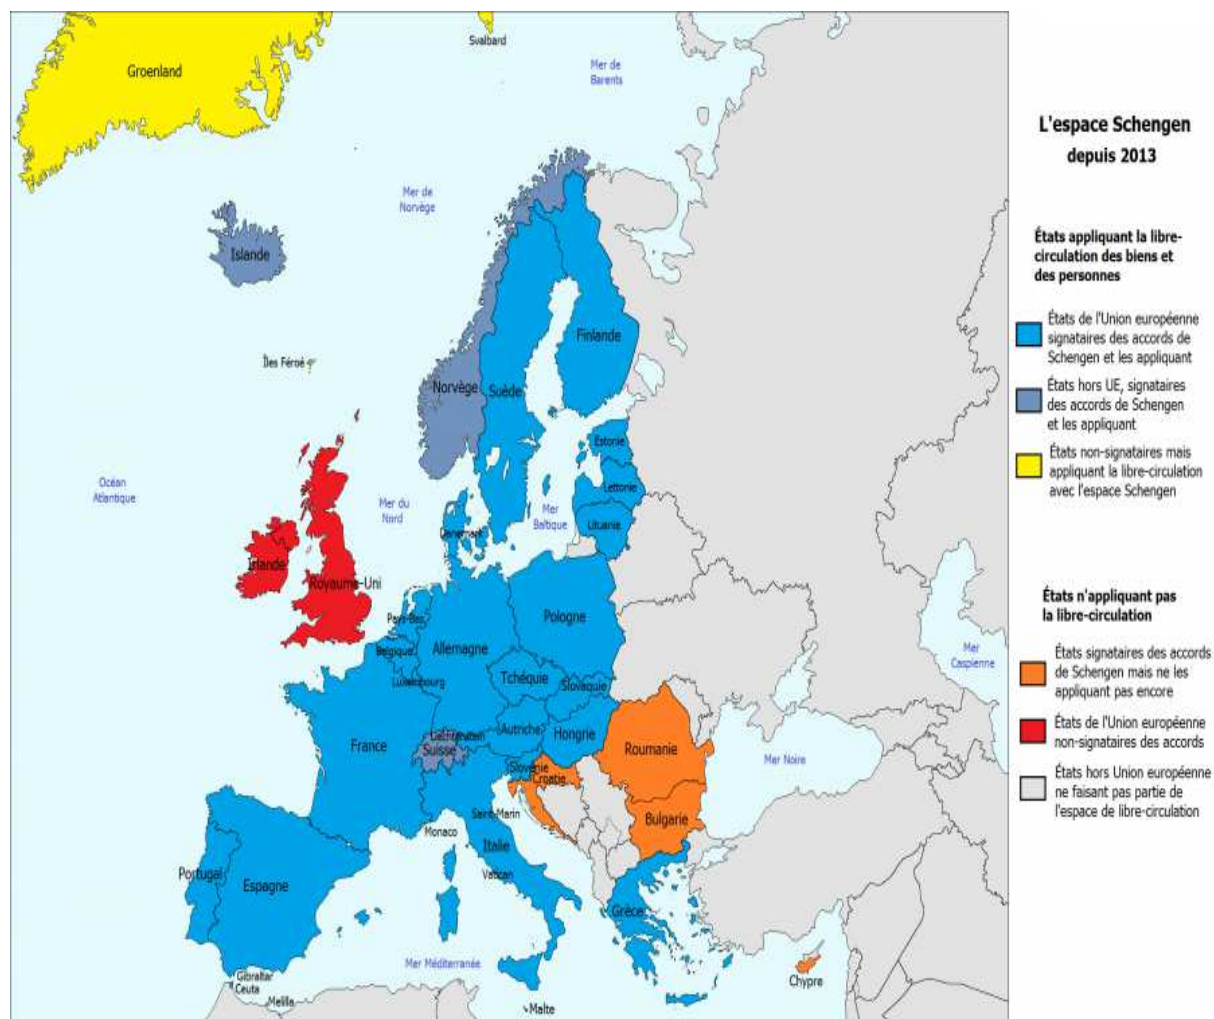 Groenland
Svalbard
Mer de
Barents
Mer de
Norvège
Islande
Îles Féroé
Norvège
Suède
Finlande
Estonie
Lettonie
Lituanie
Océan
Atlantique
Mer du
Nord
Mer
Baltique
Danemark
Irlande
Royaume-Uni
Pays-Bas
Belgique
Luxembourg
Allemagne
Pologne
Tchéquie
Slovaquie
Autriche
Hongrie
Liechtenstein
Suisse
France
Slovénie
Croatie
Roumanie
Bulgarie
Mer Noire
Mer
Caspienne
Monaco
Saint-Marin
Italie
Vatican
Portugal
Espagne
Grèce
Mer Méditerranée
Gibraltar
Ceuta
Melilla
Malte
Chypre
L'espace Schengen
depuis 2013
États appliquant la libre-
circulation des biens et
des personnes
États de l'Union européenne
signataires des accords de
Schengen et les appliquant
États hors UE, signataires
des accords de Schengen
et les appliquant
États non-signataires mais
appliquant la libre-circulation
avec l'espace Schengen
États n'appliquant pas
la libre-circulation
États signataires des accords
de Schengen mais ne les
appliquant pas encore
États de l'Union européenne
non-signataires des accords
États hors Union européenne
ne faisant pas partie de
l'espace de libre-circulation